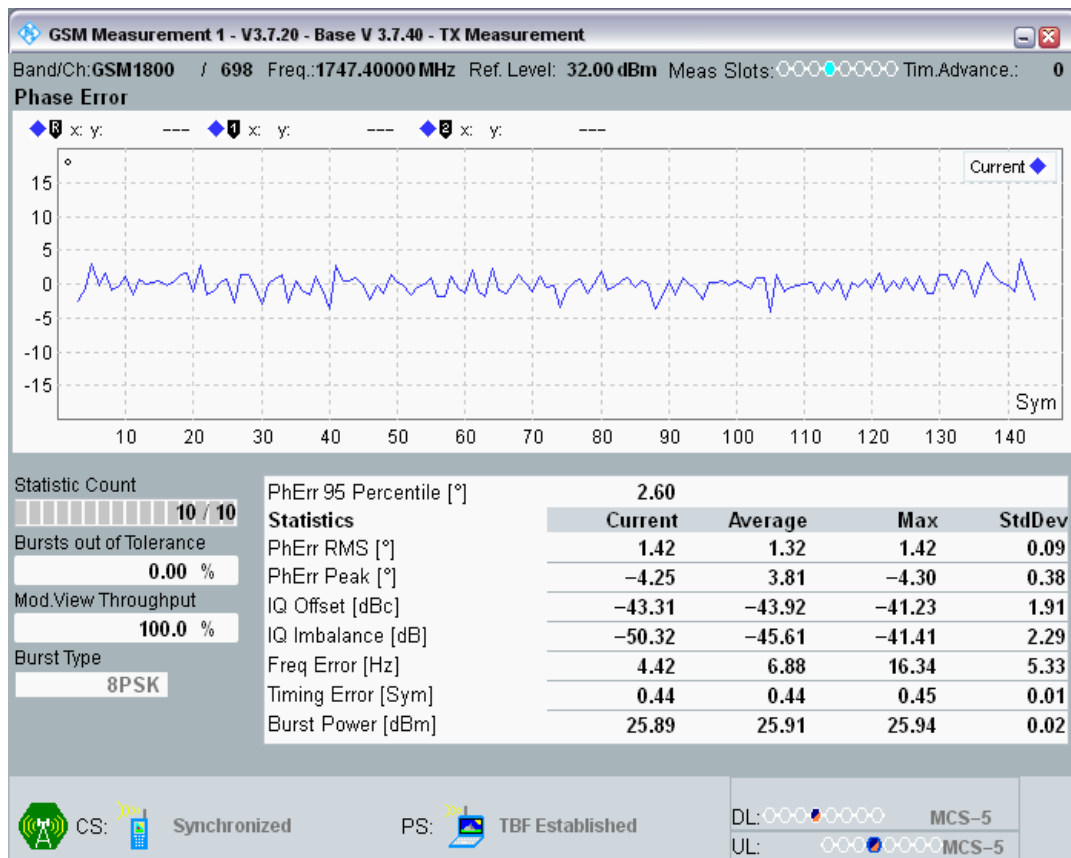 GSM Measurement 1 - V3.7.20 - Base V 3.7.40 - TX Measurement
Band/Ch:GSM1800 / 698 Freq.:1747.40000 MHz Ref. Level: 32.00 dBm Meas Slots: Tim.Advance.: 0
Phase Error
R x: y: --- 1 x: y: --- 2 x: y: ---
° Current
15
10
5
0
-5
-10
-15
Sym
10 20 30 40 50 60 70 80 90 100 110 120 130 140
Statistic Count
10 / 10
Bursts out of Tolerance
0.00 %
Mod.View Throughput
100.0 %
Burst Type
8PSK
PhErr 95 Percentile [°] 2.60
Statistics Current Average Max StdDev
PhErr RMS [°] 1.42 1.32 1.42 0.09
PhErr Peak [°] −4.25 3.81 −4.30 0.38
IQ Offset [dBc] −43.31 −43.92 −41.23 1.91
IQ Imbalance [dB] −50.32 −45.61 −41.41 2.29
Freq Error [Hz] 4.42 6.88 16.34 5.33
Timing Error [Sym] 0.44 0.44 0.45 0.01
Burst Power [dBm] 25.89 25.91 25.94 0.02
CS: Synchronized PS: TBF Established
DL: MCS−5
UL: MCS−5